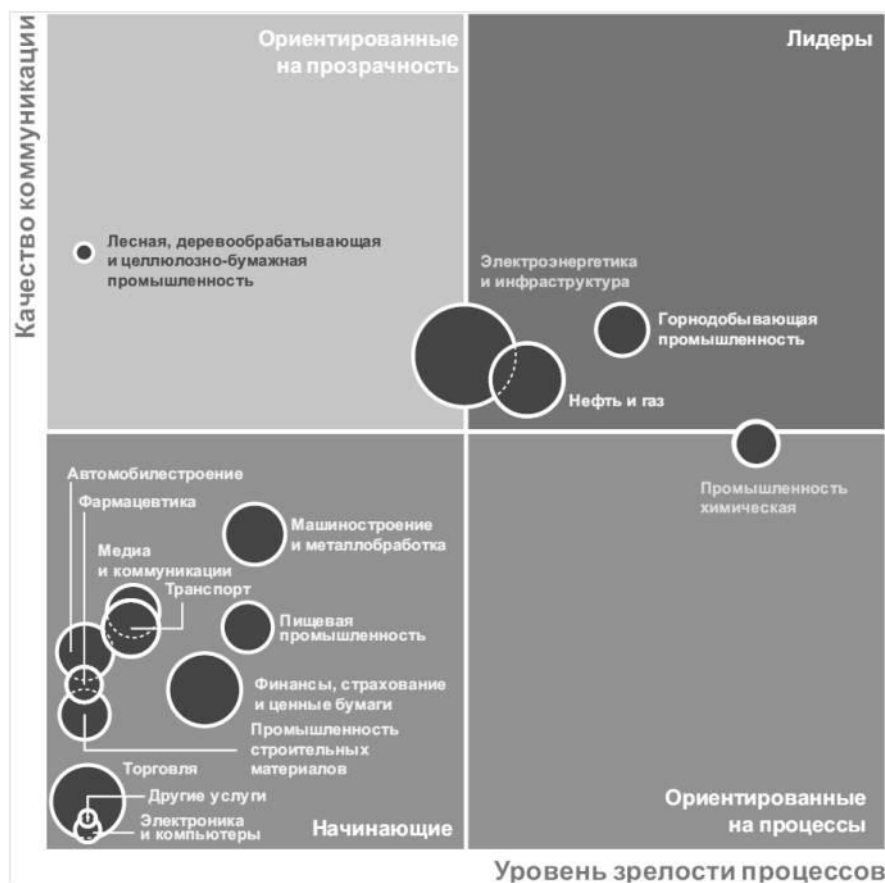 Качество коммуникации
Ориентированные
на прозрачность
Лидеры
Лесная, деревообрабатывающая
и целлюлозно-бумажная
промышленность
Электроэнергетика
и инфраструктура
Горнодобывающая
промышленность
Нефть и газ
Промышленность
химическая
Автомобилестроение
Фармацевтика
Медиа
и коммуникации
Транспорт
Машиностроение
и металлобработка
Пищевая
промышленность
Финансы, страхование
и ценные бумаги
Промышленность
строительных
материалов
Торговля
Другие услуги
Электроника
и компьютеры
Начинающие
Ориентированные
на процессы
Уровень зрелости процессов